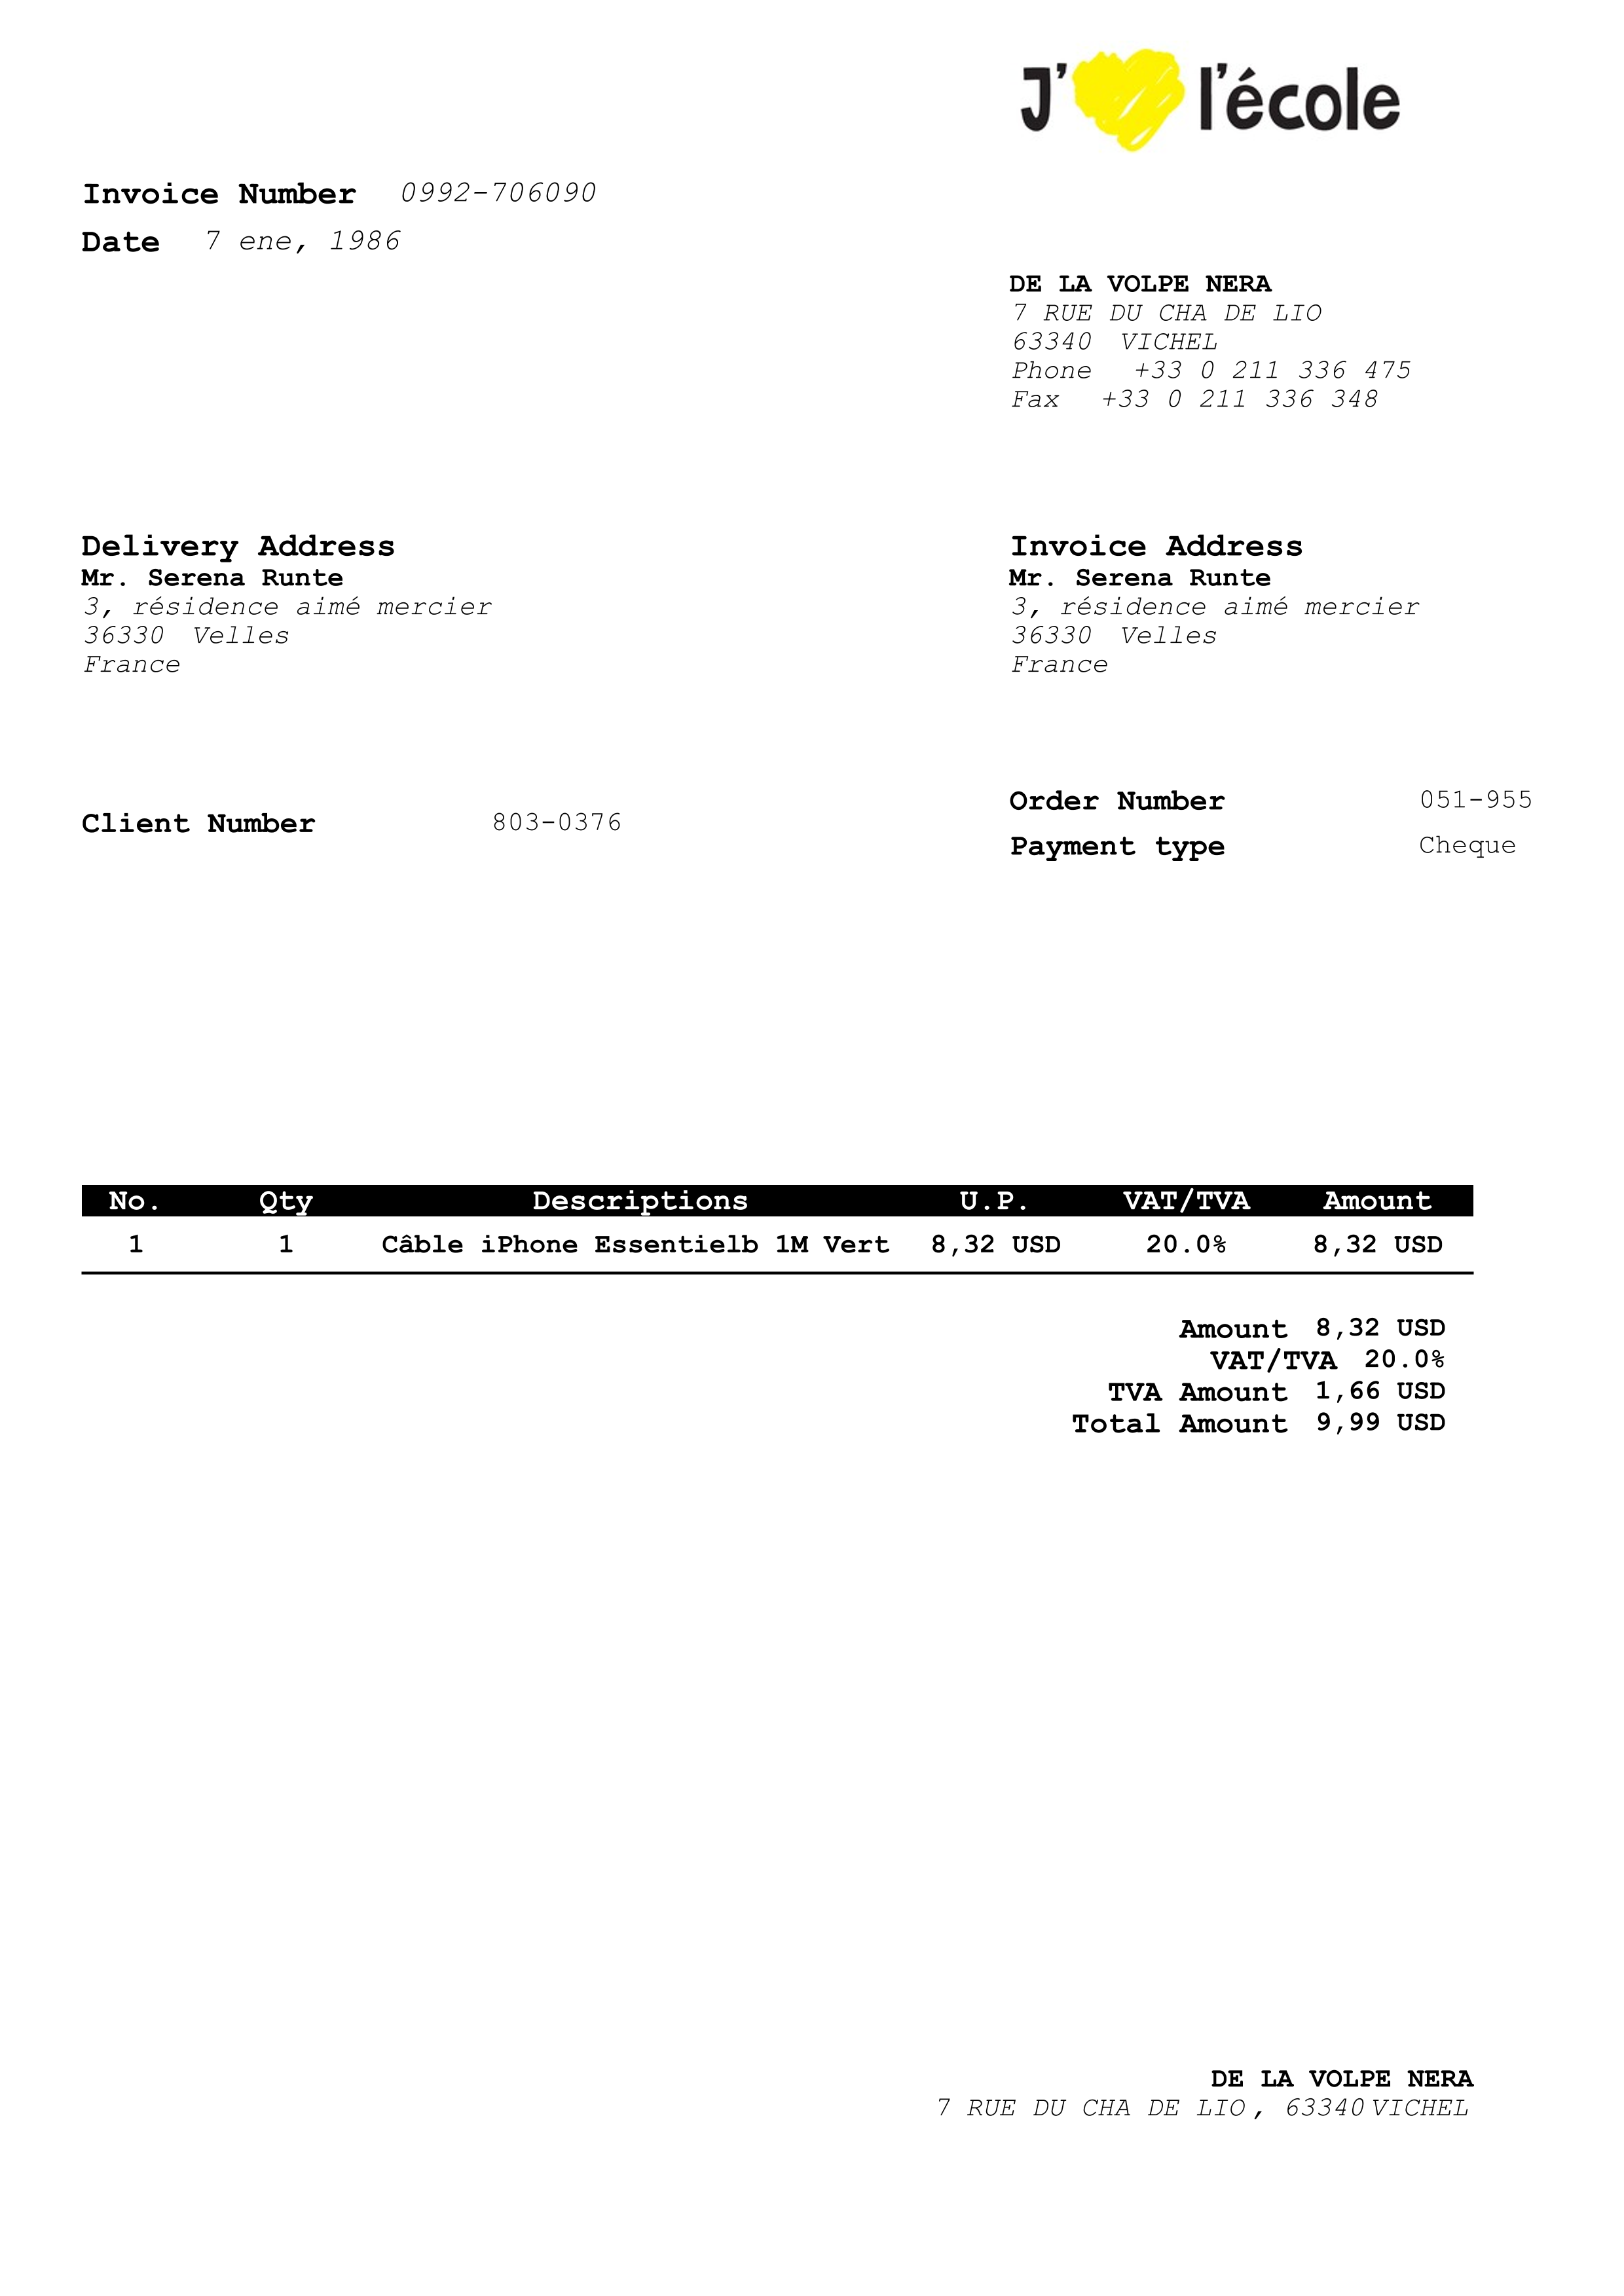 J' l'école
Invoice Number 0992-706090
Date 7 ene, 1986
DE LA VOLPE NERA
7 RUE DU CHA DE LIO
63340 VICHEL
Phone +33 0 211 336 475
Fax +33 0 211 336 348
Delivery Address
Mr. Serena Runte
3, résidence aimé mercier
36330 Velles
France
Invoice Address
Mr. Serena Runte
3, résidence aimé mercier
36330 Velles
France
Client Number 803-0376
Order Number 051-955
Payment type Cheque
No. Qty Descriptions U.P. VAT/TVA Amount
1 1 Câble iPhone Essentielb 1M Vert 8,32 USD 20.0% 8,32 USD
Amount 8,32 USD
VAT/TVA 20.0%
TVA Amount 1,66 USD
Total Amount 9,99 USD
DE LA VOLPE NERA
7 RUE DU CHA DE LIO , 63340 VICHEL